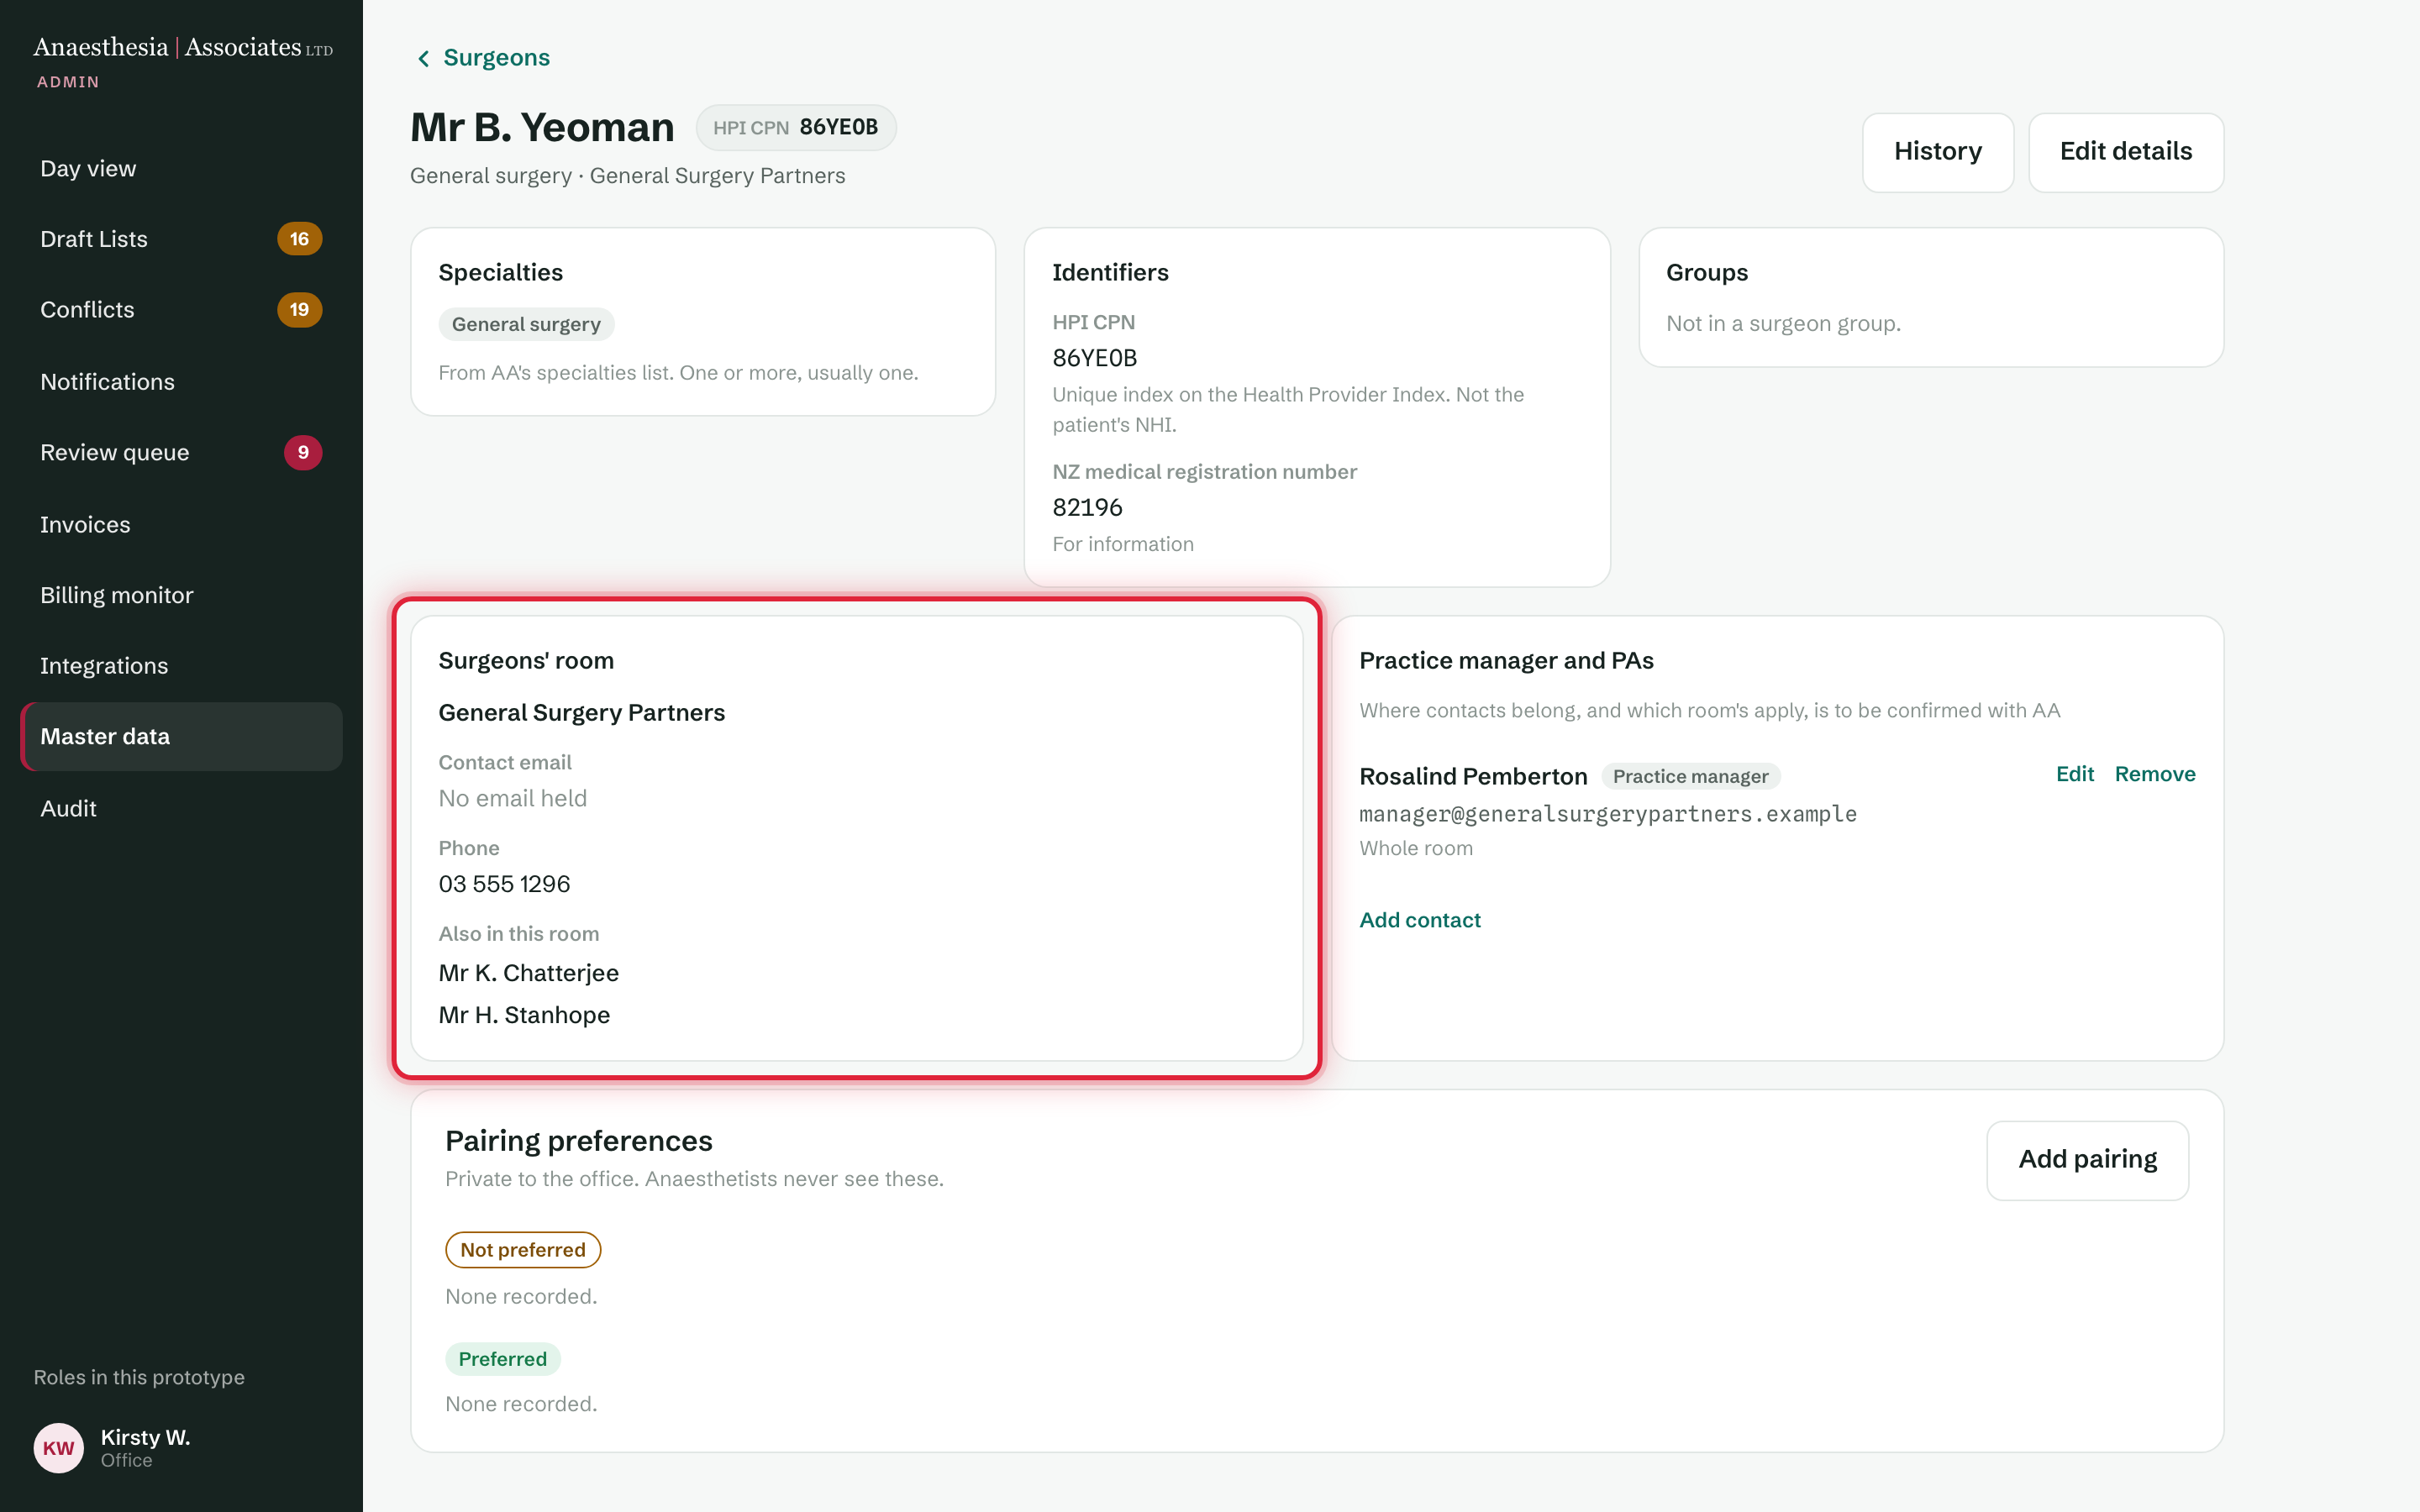 Anaesthesia | Associates LTD
ADMIN
Day view
Draft Lists 16
Conflicts 19
Notifications
Review queue 9
Invoices
Billing monitor
Integrations
Master data
Audit
Roles in this prototype
KW
Kirsty W.
Office
Surgeons
Mr B. Yeoman HPI CPN 86YE0B
General surgery · General Surgery Partners
History
Edit details
Specialties
General surgery
From AA's specialties list. One or more, usually one.
Identifiers
HPI CPN
86YE0B
Unique index on the Health Provider Index. Not the
patient's NHI.
NZ medical registration number
82196
For information
Groups
Not in a surgeon group.
Surgeons' room
General Surgery Partners
Contact email
No email held
Phone
03 555 1296
Also in this room
Mr K. Chatterjee
Mr H. Stanhope
Practice manager and PAs
Where contacts belong, and which room's apply, is to be confirmed with AA
Rosalind Pemberton Practice manager Edit Remove
manager@generalsurgerypartners.example
Whole room
Add contact
Pairing preferences
Private to the office. Anaesthetists never see these.
Add pairing
Not preferred
None recorded.
Preferred
None recorded.